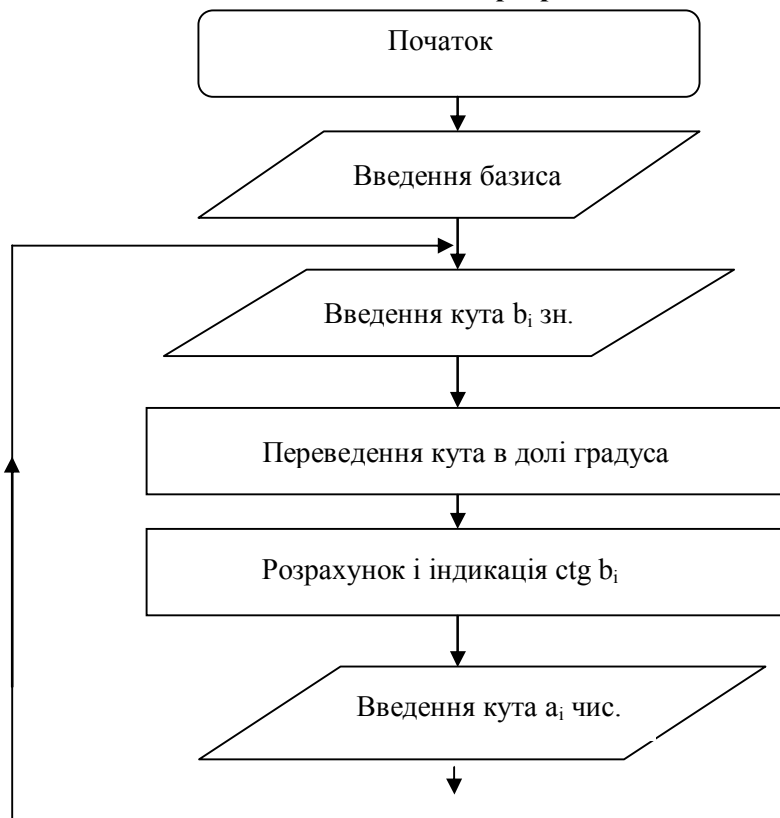 Початок
Введення базиса
Введення кута bᵢ зн.
Переведення кута в долі градуса
Розрахунок і індикація ctg bᵢ
Введення кута aᵢ чис.